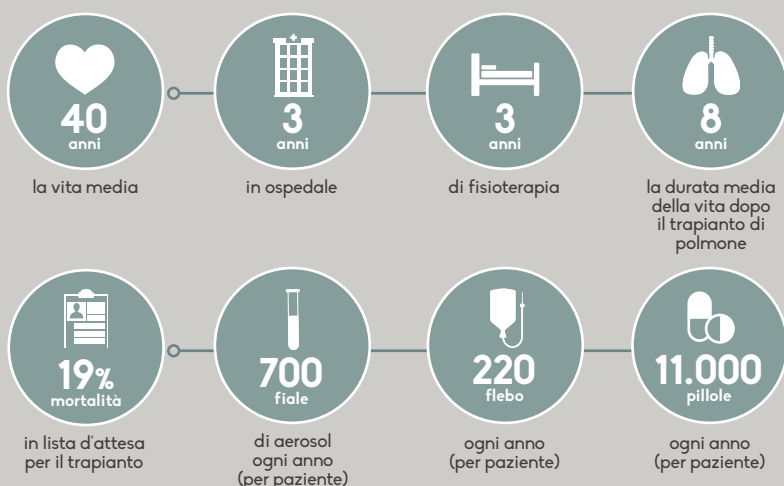 40
anni
la vita media
3
anni
in ospedale
3
anni
di fisioterapia
8
anni
la durata media
della vita dopo
il trapianto di
polmone
19%
mortalità
in lista d'attesa
per il trapianto
700
fiale
di aerosol
ogni anno
(per paziente)
220
flebo
ogni anno
(per paziente)
11.000
pillole
ogni anno
(per paziente)